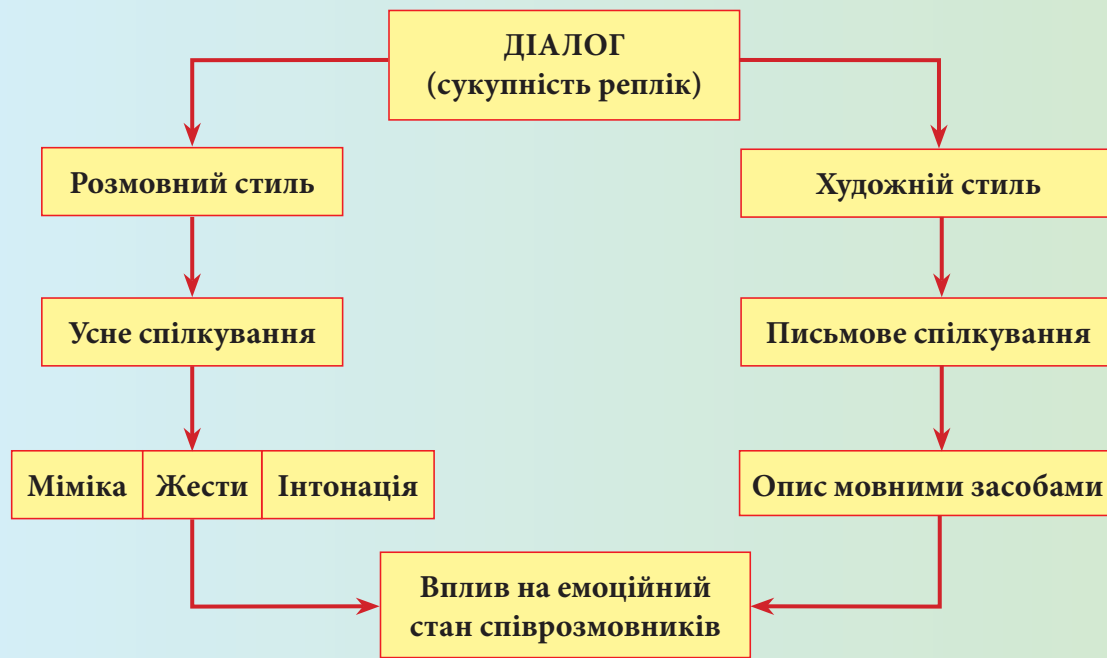 ДІАЛОГ
(сукупність реплік)
Розмовний стиль
Художній стиль
Усне спілкування
Письмове спілкування
Міміка
Жести
Інтонація
Опис мовними засобами
Вплив на емоційний
стан співрозмовників